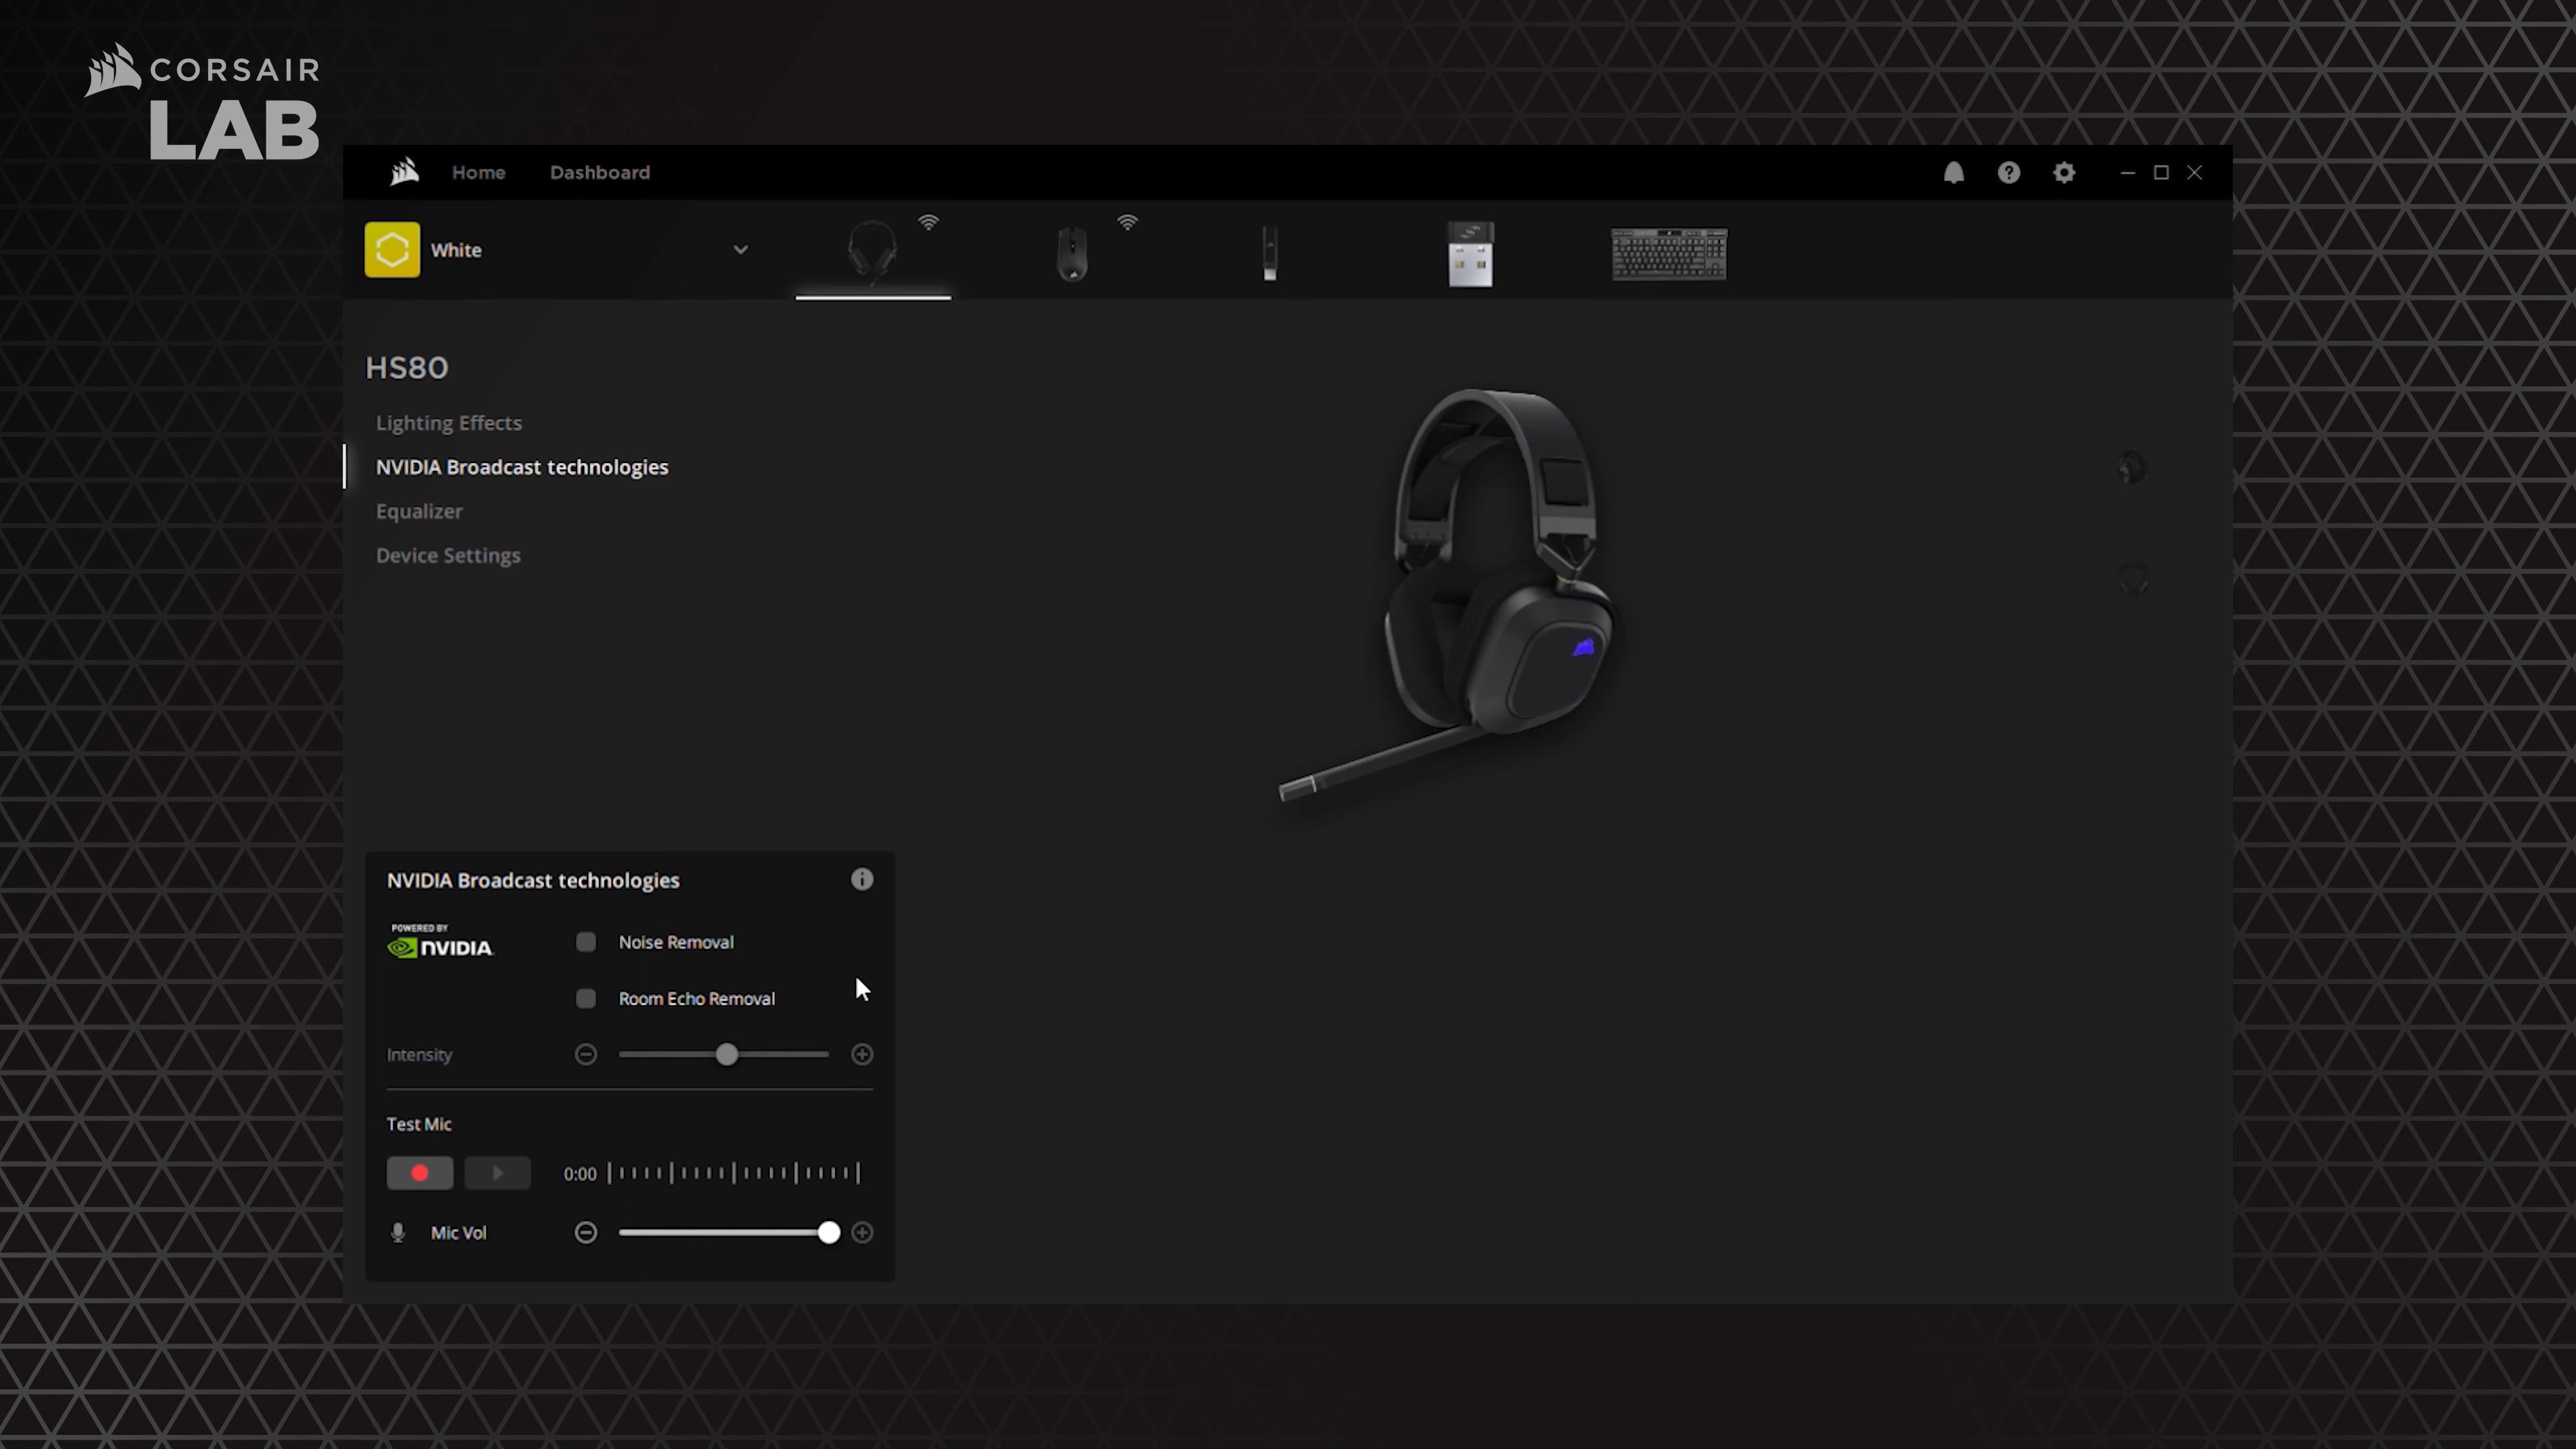 CORSAIR
LAB
Home
Dashboard
White
HS80
Lighting Effects
NVIDIA Broadcast technologies
Equalizer
Device Settings
NVIDIA Broadcast technologies
POWERED BY
NVIDIA
Noise Removal
Room Echo Removal
Intensity
Test Mic
0:00
Mic Vol